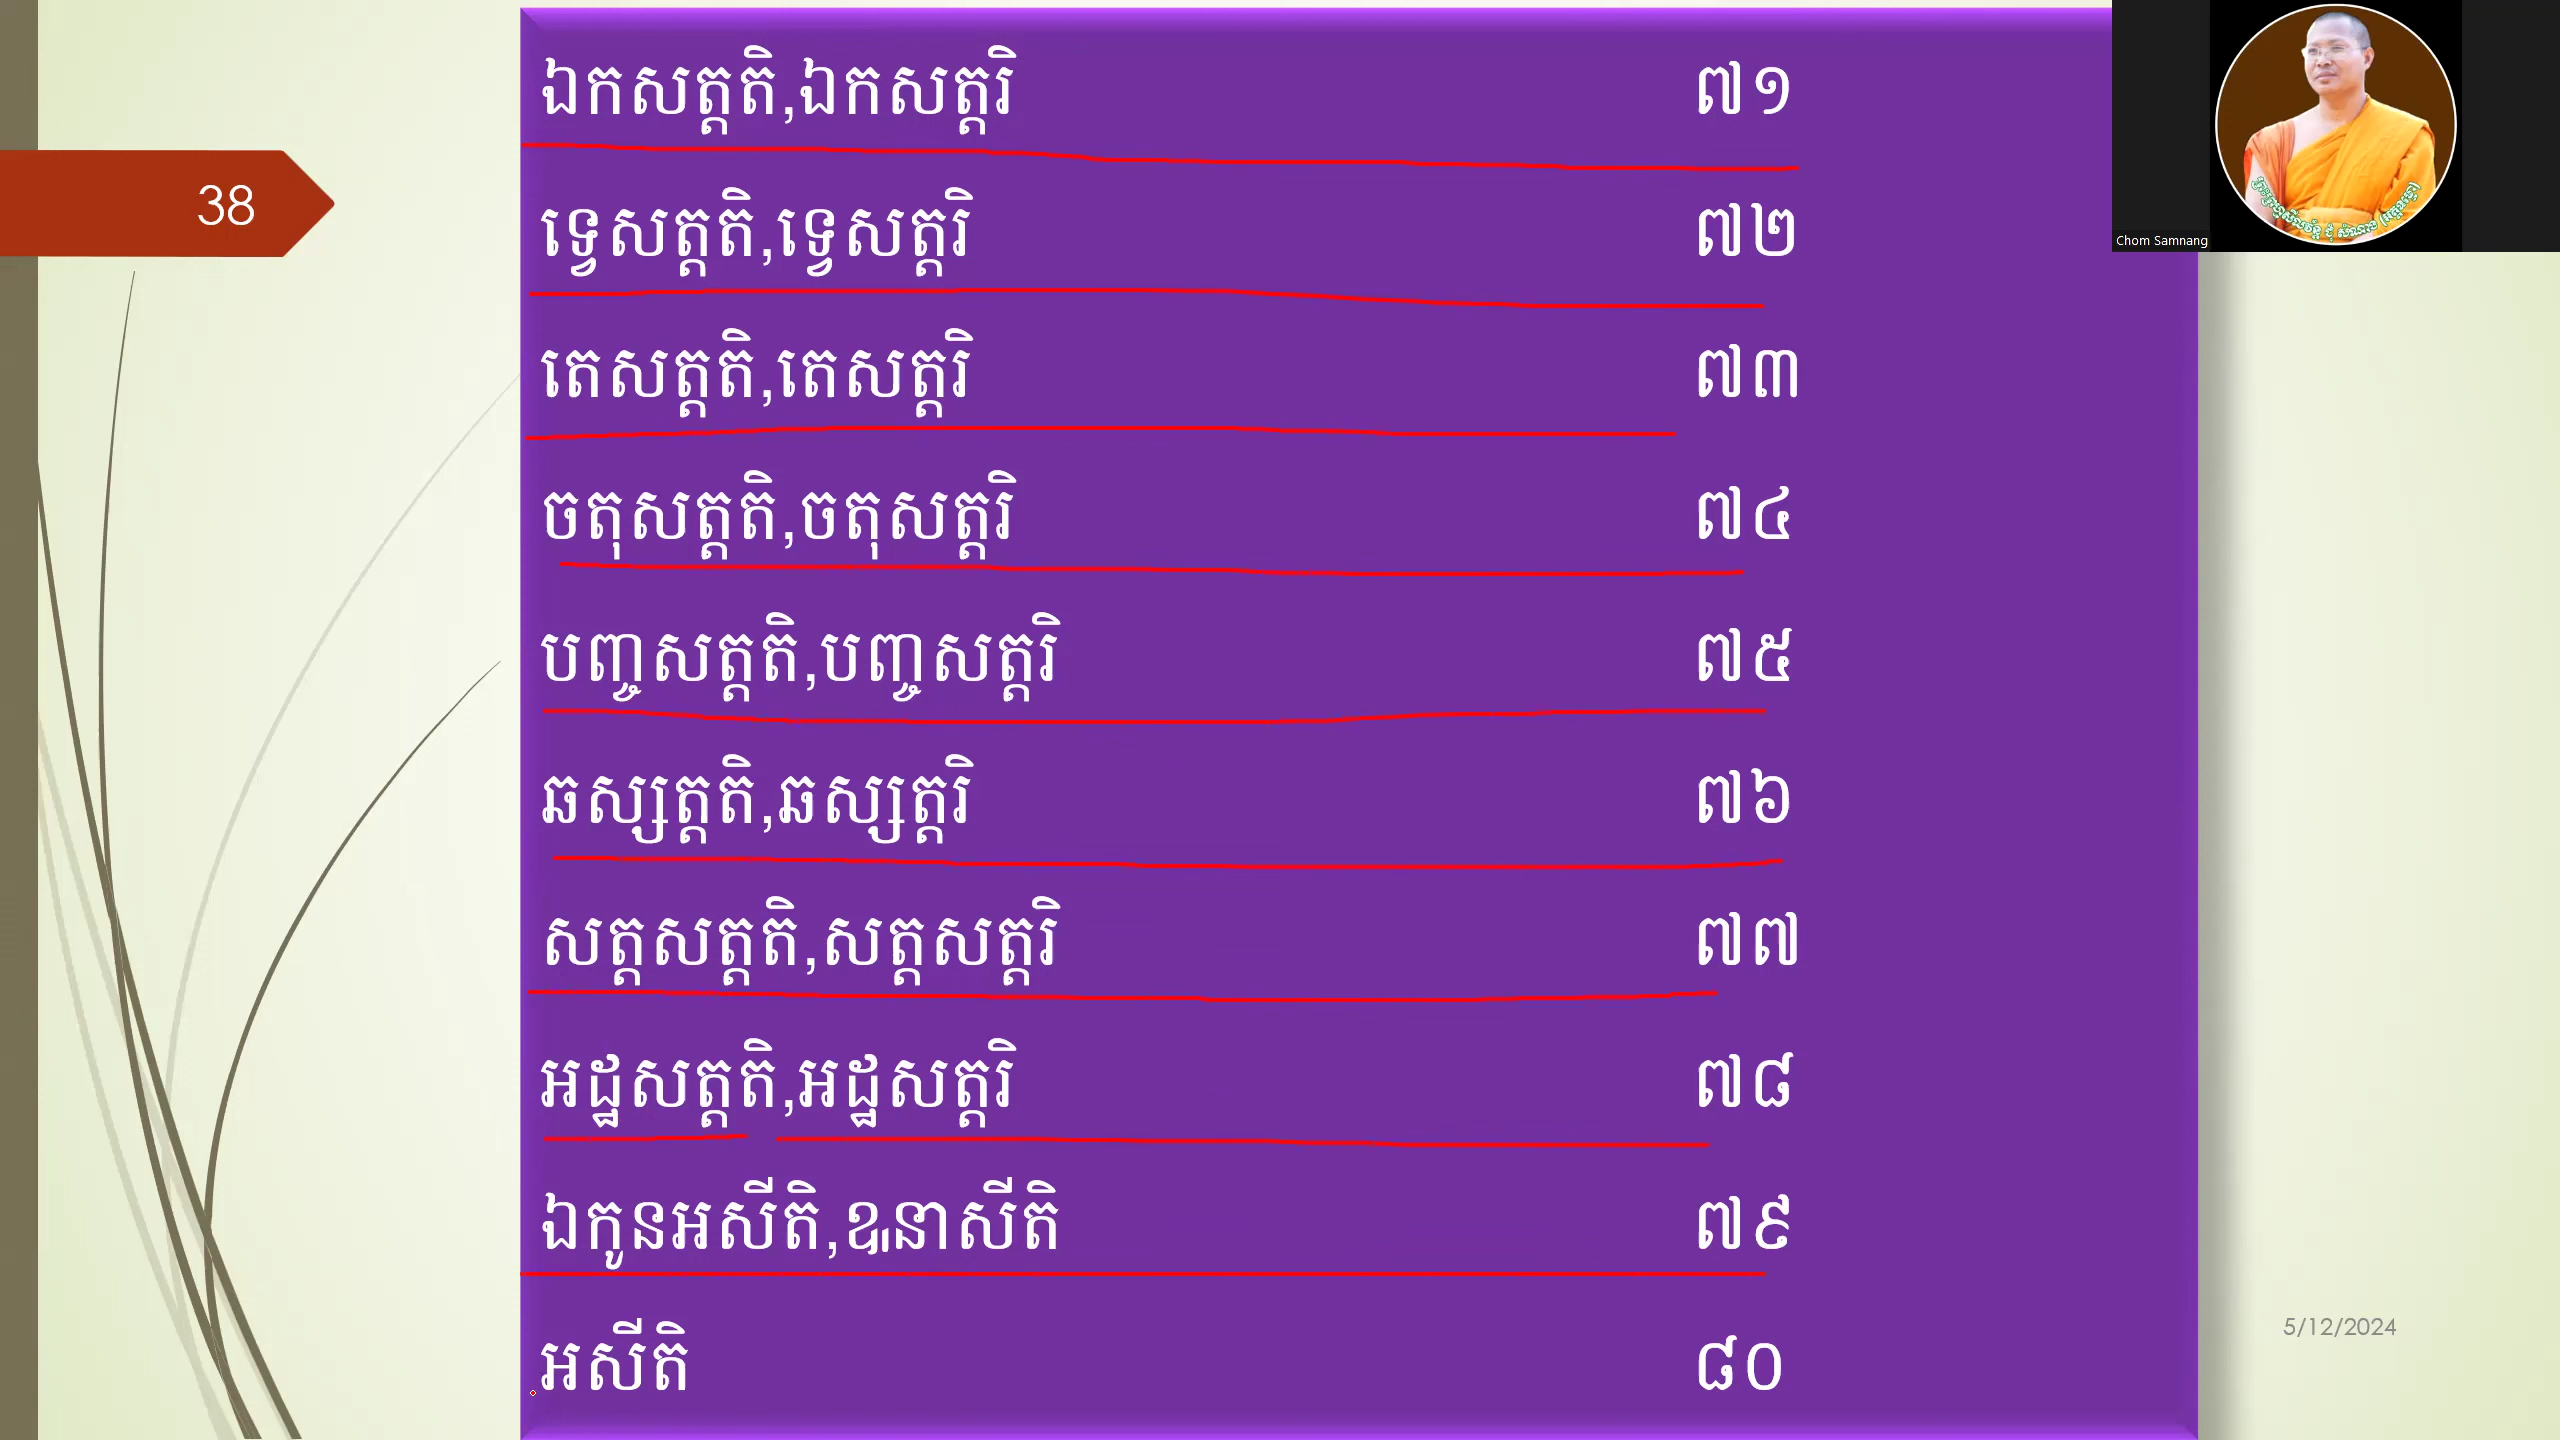 ឯកសត្តតិ,ឯកសត្តរិ ៧១
38
ទ្វេសត្តតិ,ទ្វេសត្តរិ ៧២
Chom Samnang
តេសត្តតិ,តេសត្តរិ ៧៣
ចតុសត្តតិ,ចតុសត្តរិ ៧៤
បញ្ចសត្តតិ,បញ្ចសត្តរិ ៧៥
ឆស្សត្តតិ,ឆស្សត្តរិ ៧៦
សត្តសត្តតិ,សត្តសត្តរិ ៧៧
អដ្ឋសត្តតិ,អដ្ឋសត្តរិ ៧៨
ឯកូនអសីតិ,ឩនាសីតិ ៧៩
5/12/2024
អសីតិ ៨០